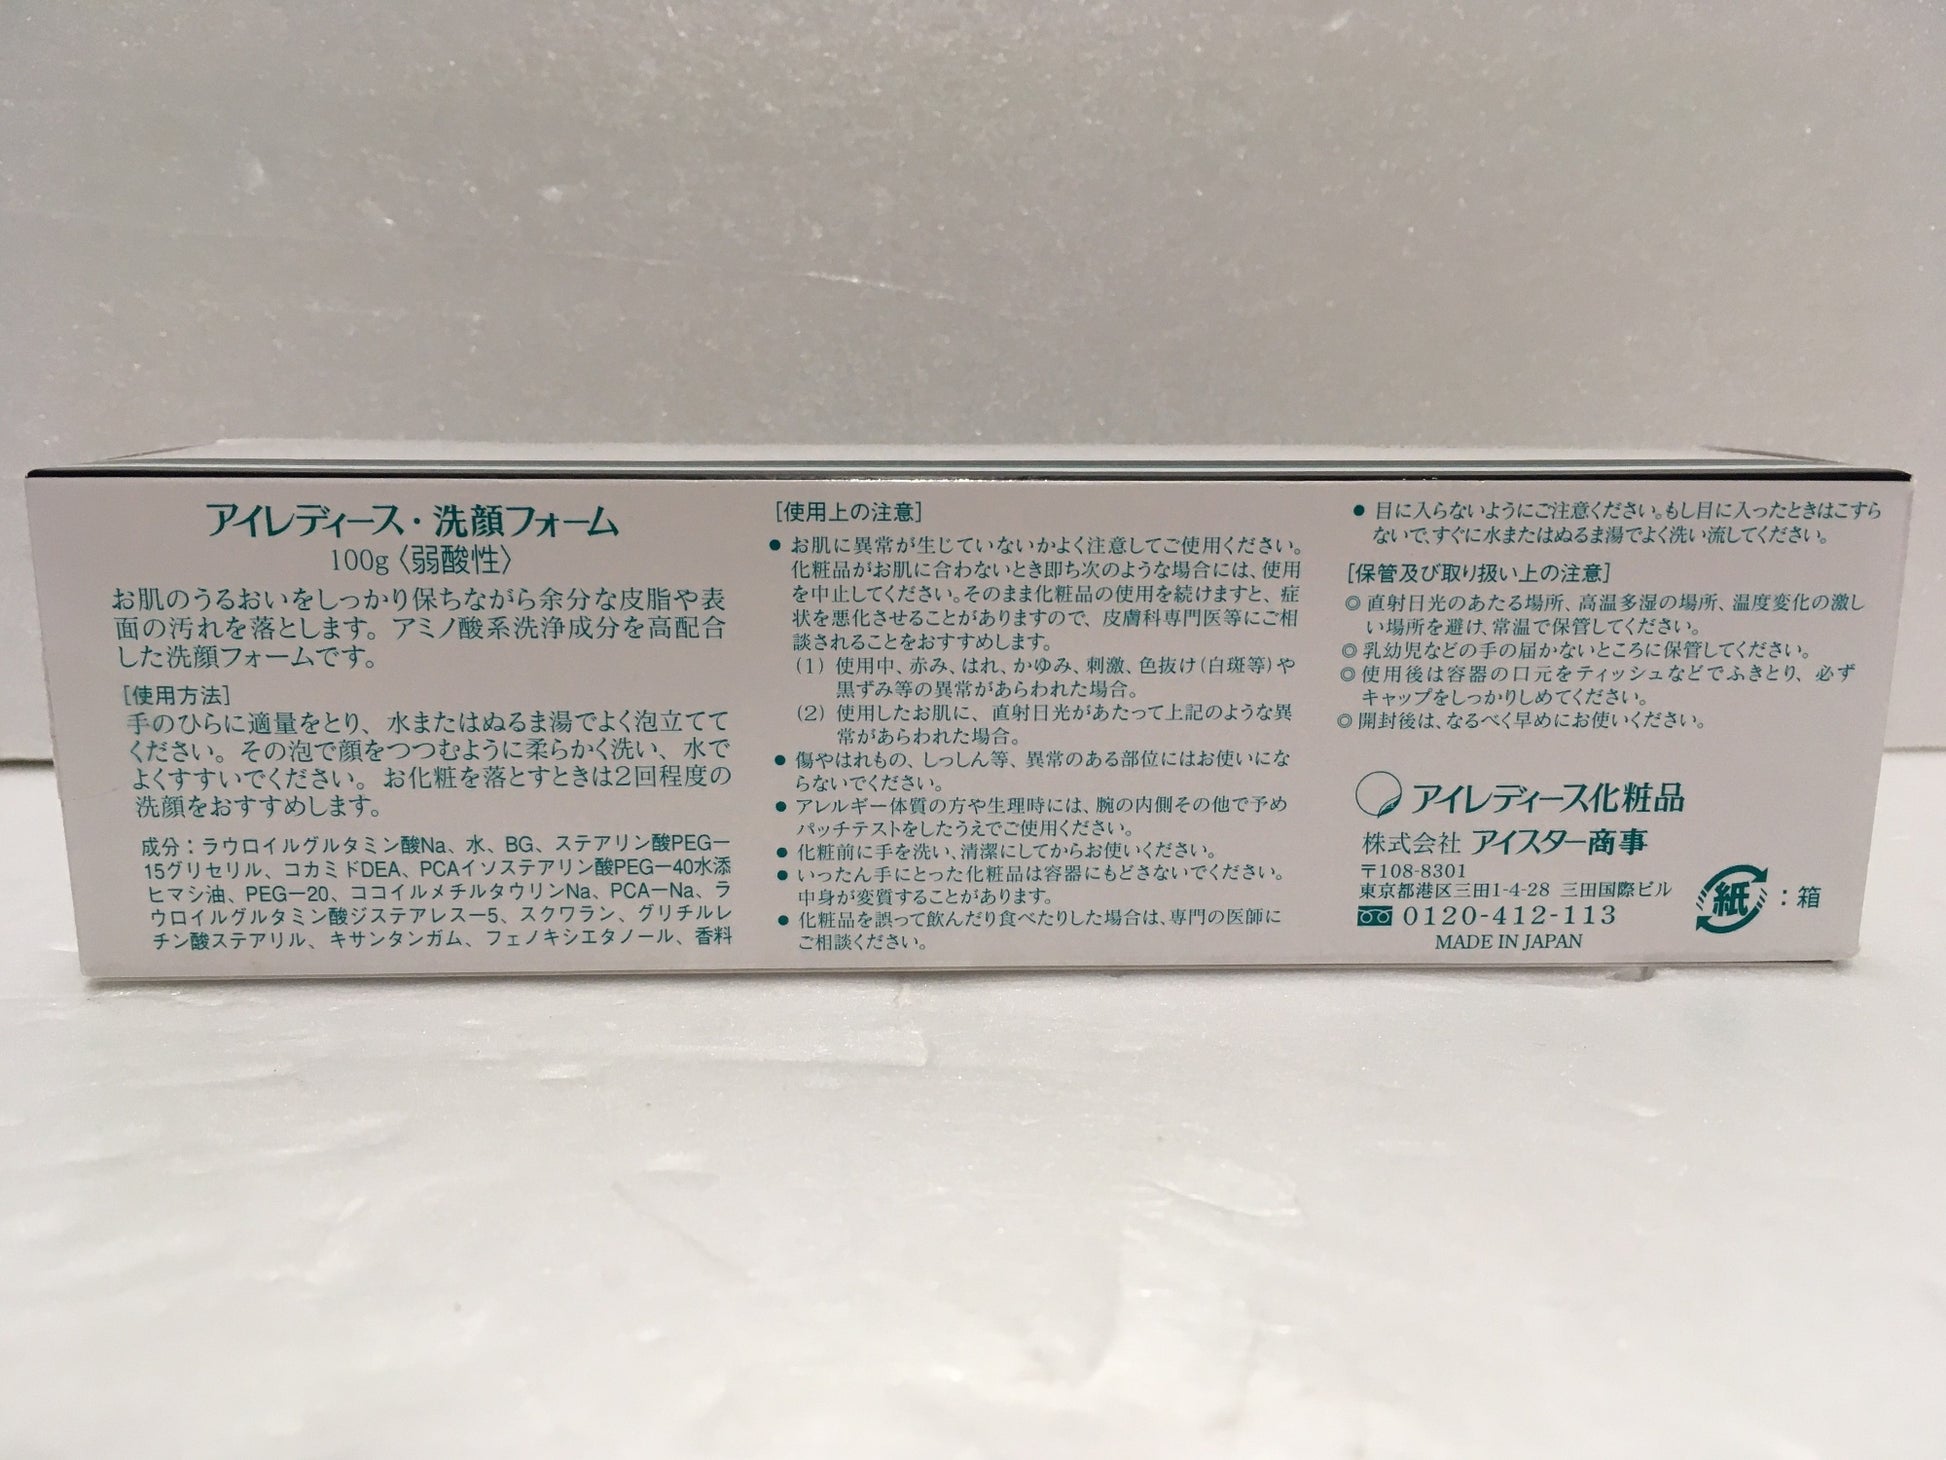 アイレディース・洗顔フォーム
100g〈弱酸性〉
お肌のうるおいをしっかり保ちながら余分な皮脂や表
面の汚れを落とします。アミノ酸系洗浄成分を高配合
した洗顔フォームです。
[使用方法]
手のひらに適量をとり、水またはぬるま湯でよく泡立てて
ください。その泡で顔をつつむように柔らかく洗い、水で
よくすすいでください。お化粧を落とすときは2回程度の
洗顔をおすすめします。
成分：ラウロイルグルタミン酸Na、水、BG、ステアリン酸PEG－
15グリセリル、コカミドDEA、PCAイソステアリン酸PEG－40水添
ヒマシ油、PEG－20、ココイルメチルタウリンNa、PCA－Na、ラ
ウロイルグルタミン酸ジステアレス－5、スクワラン、グリチルレ
チン酸ステアリル、キサンタンガム、フェノキシエタノール、香料
[使用上の注意]
● お肌に異常が生じていないかよく注意してご使用ください。
化粧品がお肌に合わないとき即ち次のような場合には、使用
を中止してください。そのまま化粧品の使用を続けますと、症
状を悪化させることがありますので、皮膚科専門医等にご相
談されることをおすすめします。
(1) 使用中、赤み、はれ、かゆみ、刺激、色抜け(白斑等)や
黒ずみ等の異常があらわれた場合。
(2) 使用したお肌に、直射日光があたって上記のような異
常があらわれた場合。
● 傷やはれもの、しっしん等、異常のある部位にはお使いにな
らないでください。
● アレルギー体質の方や生理時には、腕の内側その他で予め
パッチテストをしたうえでご使用ください。
● 化粧前に手を洗い、清潔にしてからお使いください。
● いったん手にとった化粧品は容器にもどさないでください。
中身が変質することがあります。
● 化粧品を誤って飲んだり食べたりした場合は、専門の医師に
ご相談ください。
● 目に入らないようにご注意ください。もし目に入ったときはこすら
ないで、すぐに水またはぬるま湯でよく洗い流してください。
[保管及び取り扱い上の注意]
◎ 直射日光のあたる場所、高温多湿の場所、温度変化の激し
い場所を避け、常温で保管してください。
◎ 乳幼児などの手の届かないところに保管してください。
◎ 使用後は容器の口元をティッシュなどでふきとり、必ず
キャップをしっかりしめてください。
◎ 開封後は、なるべく早めにお使いください。
アイレディース化粧品
株式会社 アイスター商事
〒108-8301
東京都港区三田1-4-28 三田国際ビル
0120-412-113
MADE IN JAPAN
紙：箱